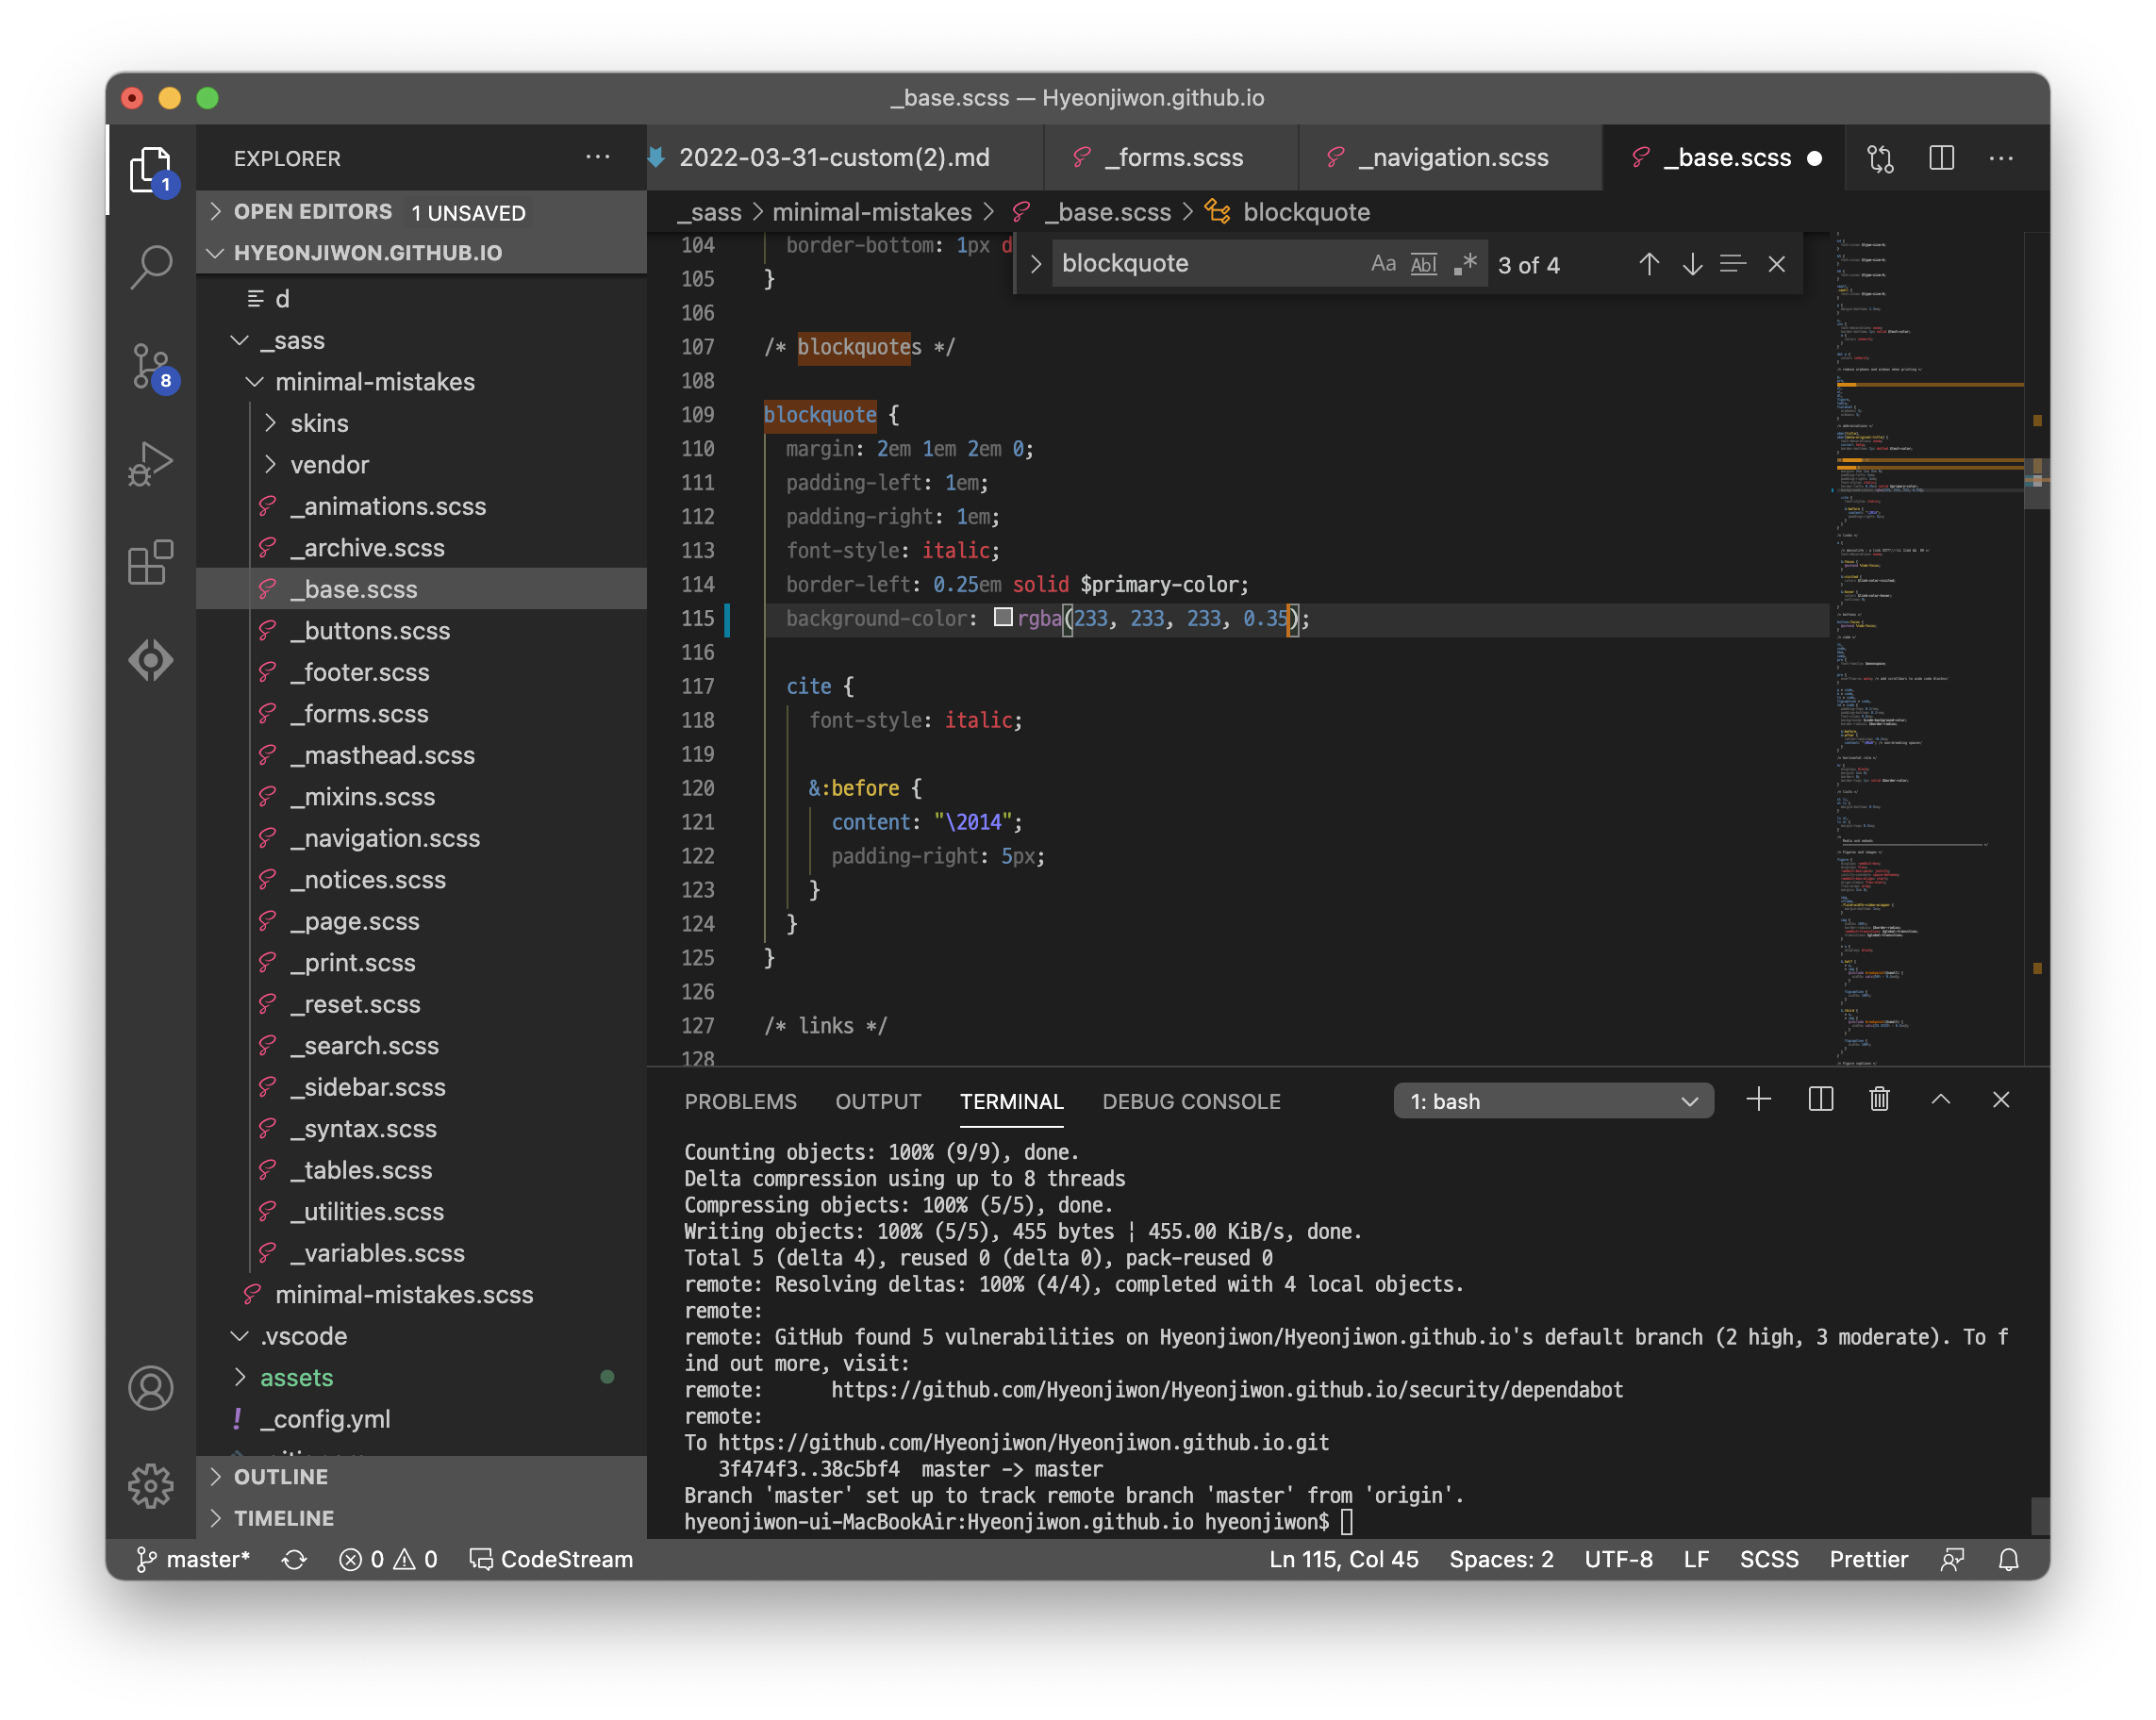 _base.scss — Hyeonjiwon.github.io
EXPLORER
1
OPEN EDITORS 1 UNSAVED
HYEONJIWON.GITHUB.IO
d
_sass
minimal-mistakes
8
skins
vendor
_animations.scss
_archive.scss
_base.scss
_buttons.scss
_footer.scss
_forms.scss
_masthead.scss
_mixins.scss
_navigation.scss
_notices.scss
_page.scss
_print.scss
_reset.scss
_search.scss
_sidebar.scss
_syntax.scss
_tables.scss
_utilities.scss
_variables.scss
minimal-mistakes.scss
.vscode
assets
_config.yml
OUTLINE
TIMELINE
2022-03-31-custom(2).md _forms.scss _navigation.scss _base.scss
_sass > minimal-mistakes > _base.scss > blockquote
blockquote Aa Abl .* 3 of 4
104 border-bottom: 1px d
105 }
106
107 /* blockquotes */
108
109 blockquote {
110 margin: 2em 1em 2em 0;
111 padding-left: 1em;
112 padding-right: 1em;
113 font-style: italic;
114 border-left: 0.25em solid $primary-color;
115 background-color: rgba(233, 233, 233, 0.35);
116
117 cite {
118 font-style: italic;
119
120 &:before {
121 content: "\2014";
122 padding-right: 5px;
123 }
124 }
125 }
126
127 /* links */
128
PROBLEMS OUTPUT TERMINAL DEBUG CONSOLE 1: bash
Counting objects: 100% (9/9), done.
Delta compression using up to 8 threads
Compressing objects: 100% (5/5), done.
Writing objects: 100% (5/5), 455 bytes ¦ 455.00 KiB/s, done.
Total 5 (delta 4), reused 0 (delta 0), pack-reused 0
remote: Resolving deltas: 100% (4/4), completed with 4 local objects.
remote:
remote: GitHub found 5 vulnerabilities on Hyeonjiwon/Hyeonjiwon.github.io's default branch (2 high, 3 moderate). To f
ind out more, visit:
remote: https://github.com/Hyeonjiwon/Hyeonjiwon.github.io/security/dependabot
remote:
To https://github.com/Hyeonjiwon/Hyeonjiwon.github.io.git
3f474f3..38c5bf4 master -> master
Branch 'master' set up to track remote branch 'master' from 'origin'.
hyeonjiwon-ui-MacBookAir:Hyeonjiwon.github.io hyeonjiwon$
master* 0 0 CodeStream Ln 115, Col 45 Spaces: 2 UTF-8 LF SCSS Prettier